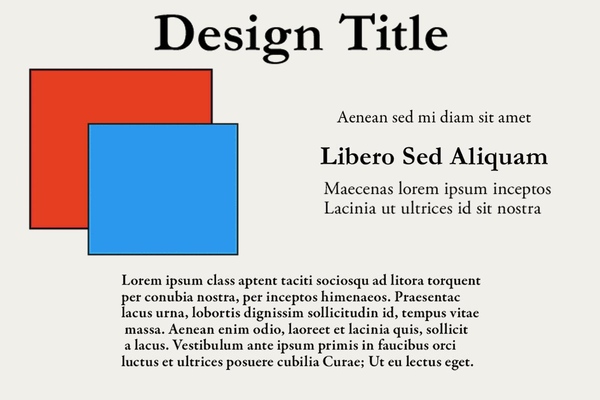 Design Title
Aenean sed mi diam sit amet
Libero Sed Aliquam
Maecenas lorem ipsum inceptos
Lacinia ut ultrices id sit nostra
Lorem ipsum class aptent taciti sociosqu ad litora torquent
per conubia nostra, per inceptos himenaeos. Praesentac
lacus urna, lobortis dignissim sollicitudin id, tempus vitae
massa. Aenean enim odio, laoreet et lacinia quis, sollicit
a lacus. Vestibulum ante ipsum primis in faucibus orci
luctus et ultrices posuere cubilia Curae; Ut eu lectus eget.